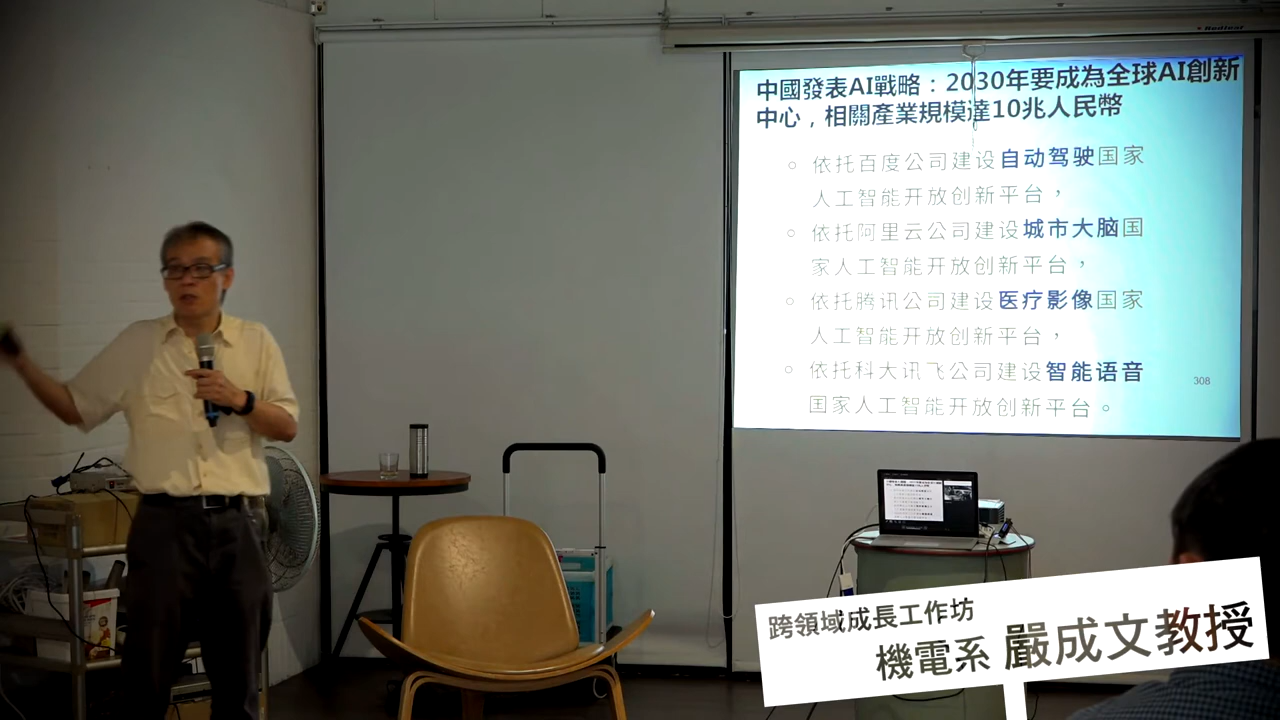 Redleaf
中國發表AI戰略：2030年要成為全球AI創新
中心，相關產業規模達10兆人民幣
○ 依托百度公司建设自动驾驶国家
人工智能开放创新平台，
○ 依托阿里云公司建设城市大脑国
家人工智能开放创新平台，
○ 依托腾讯公司建设医疗影像国家
人工智能开放创新平台，
○ 依托科大讯飞公司建设智能语音
国家人工智能开放创新平台。
308
跨領域成長工作坊
機電系 嚴成文教授